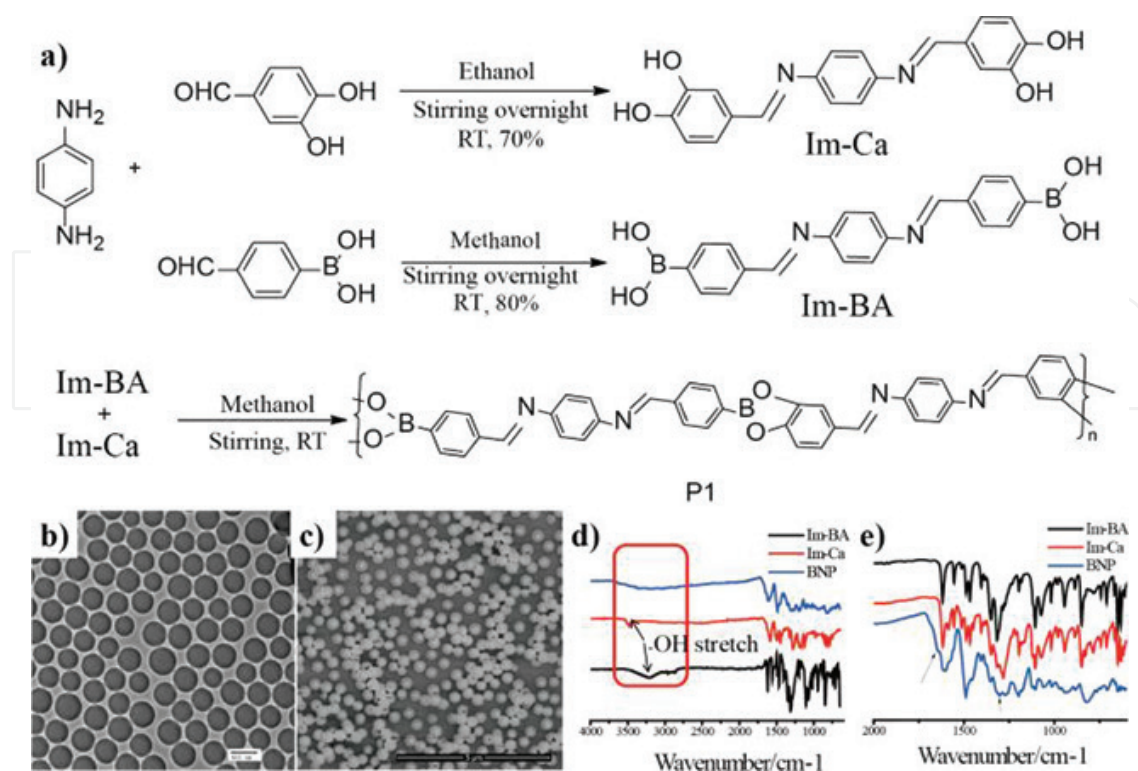 a)
NH₂
NH₂
+
OHC
OH
OH
Ethanol
Stirring overnight
RT, 70%
HO
HO
N
N
OH
OH
Im-Ca
OHC
B
OH
OH
Methanol
Stirring overnight
RT, 80%
HO
B
HO
N
N
B
OH
OH
Im-BA
Im-BA
+
Im-Ca
Methanol
Stirring, RT
O
O
B
N
N
B
O
O
N
N
n
P1
b)
c)
d)
Im-BA
Im-Ca
BNP
-OH stretch
4000 3500 3000 2500 2000 1500 1000
Wavenumber/cm-1
e)
Im-BA
Im-Ca
BNP
2000 1500 1000
Wavenumber/cm-1